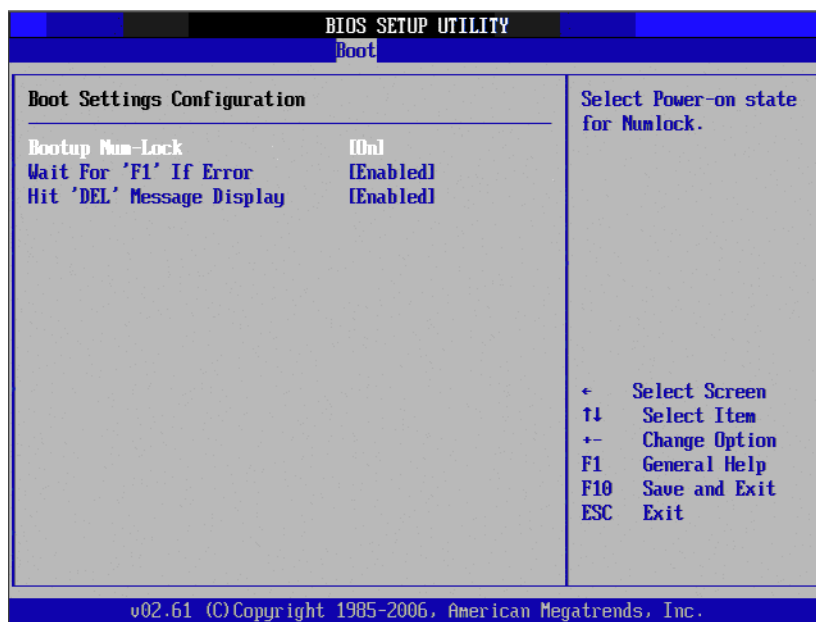 BIOS SETUP UTILITY
Boot
Boot Settings Configuration
Bootup Num-Lock [On]
Wait For 'F1' If Error [Enabled]
Hit 'DEL' Message Display [Enabled]
Select Power-on state
for Numlock.
← Select Screen
↑↓ Select Item
+- Change Option
F1 General Help
F10 Save and Exit
ESC Exit
v02.61 (C)Copyright 1985-2006, American Megatrends, Inc.